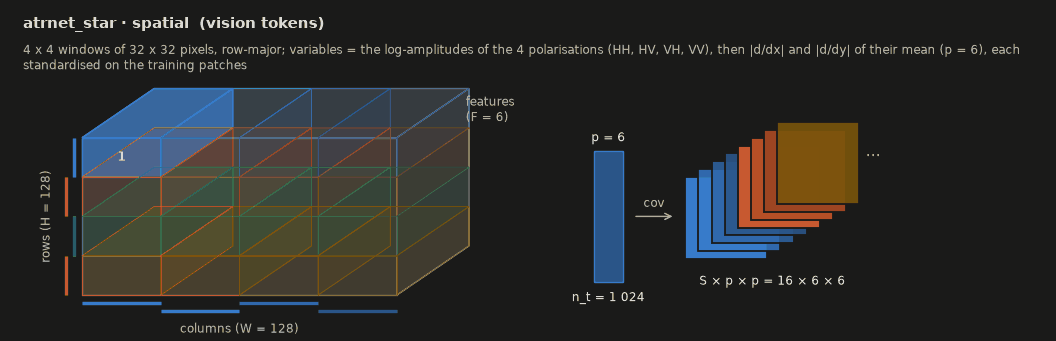 atrnet_star · spatial  (vision tokens)
4 x 4 windows of 32 x 32 pixels, row-major; variables = the log-amplitudes of the 4 polarisations (HH, HV, VH, VV), then |d/dx| and |d/dy| of their mean (p = 6), each
standardised on the training patches
features
(F = 6)
1
rows (H = 128)
columns (W = 128)
p = 6
n_t = 1 024
cov
...
S × p × p = 16 × 6 × 6